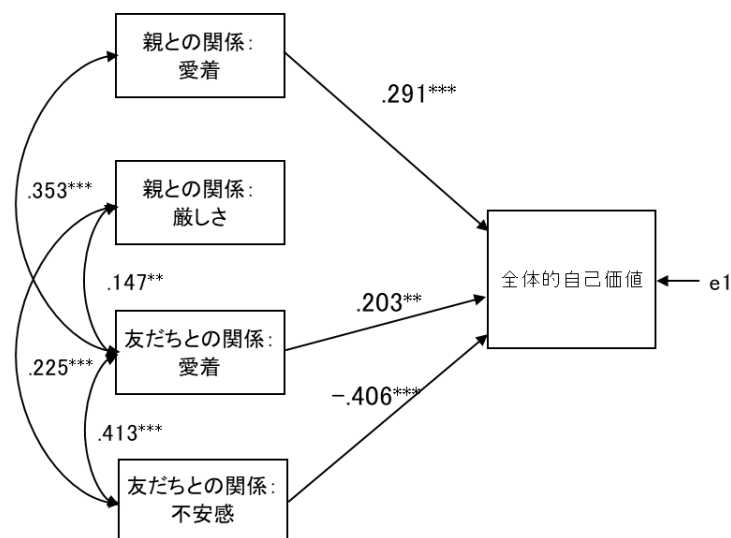 親との関係:
愛着
.291***
.353***
親との関係:
厳しさ
.147**
全体的自己価値
e1
.203**
友だちとの関係:
愛着
.225***
-.406***
.413***
友だちとの関係:
不安感